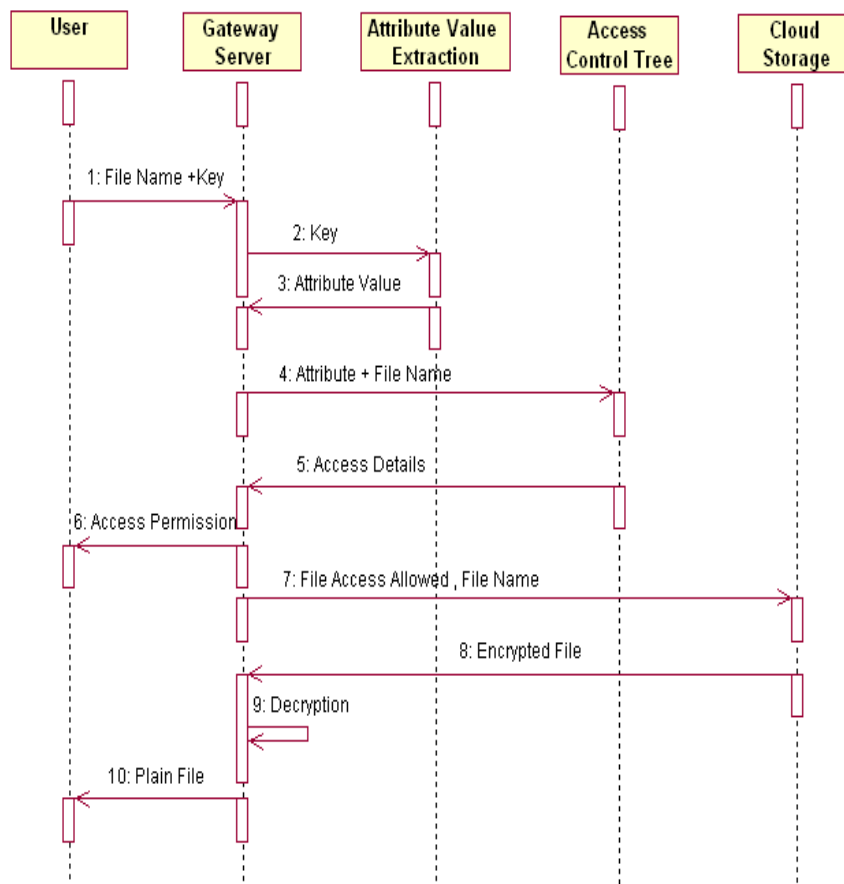 User
Gateway
Server
Attribute Value
Extraction
Access
Control Tree
Cloud
Storage
1: File Name +Key
2: Key
3: Attribute Value
4: Attribute + File Name
5: Access Details
6: Access Permission
7: File Access Allowed , File Name
8: Encrypted File
9: Decryption
10: Plain File